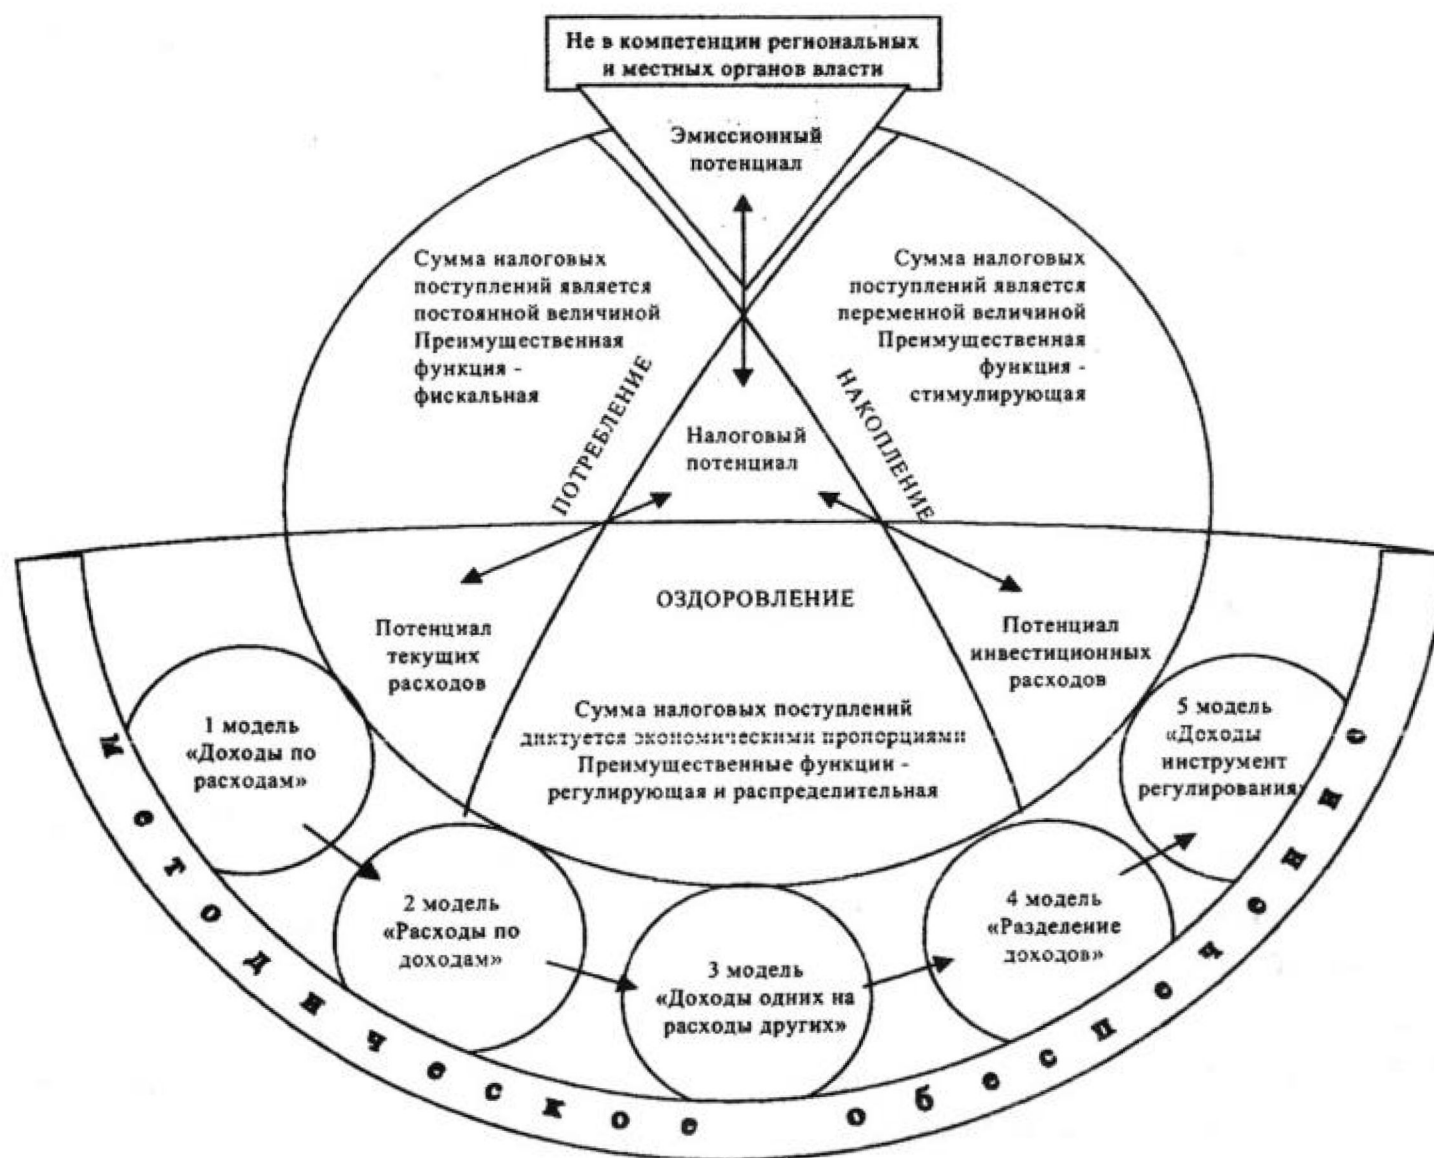 Не в компетенции региональных
и местных органов власти
Эмиссионный
потенциал
Сумма налоговых
поступлений является
постоянной величиной
Преимущественная
функция -
фискальная
Сумма налоговых
поступлений является
переменной величиной
Преимущественная
функция -
стимулирующая
ПОТРЕБЛЕНИЕ
НАКОПЛЕНИЕ
Налоговый
потенциал
ОЗДОРОВЛЕНИЕ
Потенциал
текущих
расходов
Потенциал
инвестиционных
расходов
Сумма налоговых поступлений
диктуется экономическими пропорциями
Преимущественные функции -
регулирующая и распределительная
1 модель
«Доходы по
расходам»
2 модель
«Расходы по
доходам»
3 модель
«Доходы одних на
расходы других»
4 модель
«Разделение
доходов»
5 модель
«Доходы
инструмент
регулирования»
Методическое обеспечение